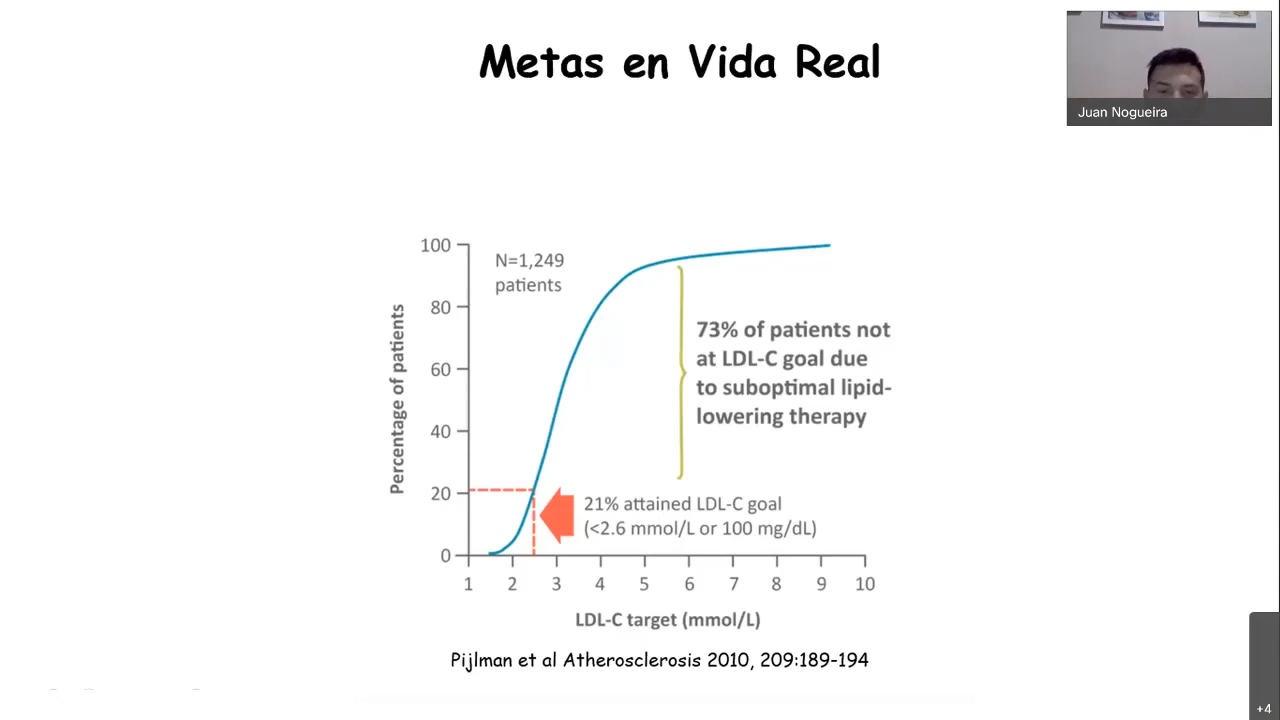 Metas en Vida Real
Juan Nogueira
100
80
60
40
20
0
Percentage of patients
N=1,249
patients
73% of patients not
at LDL-C goal due
to suboptimal lipid-
lowering therapy
21% attained LDL-C goal
(<2.6 mmol/L or 100 mg/dL)
1 2 3 4 5 6 7 8 9 10
LDL-C target (mmol/L)
Pijlman et al Atherosclerosis 2010, 209:189-194
+4